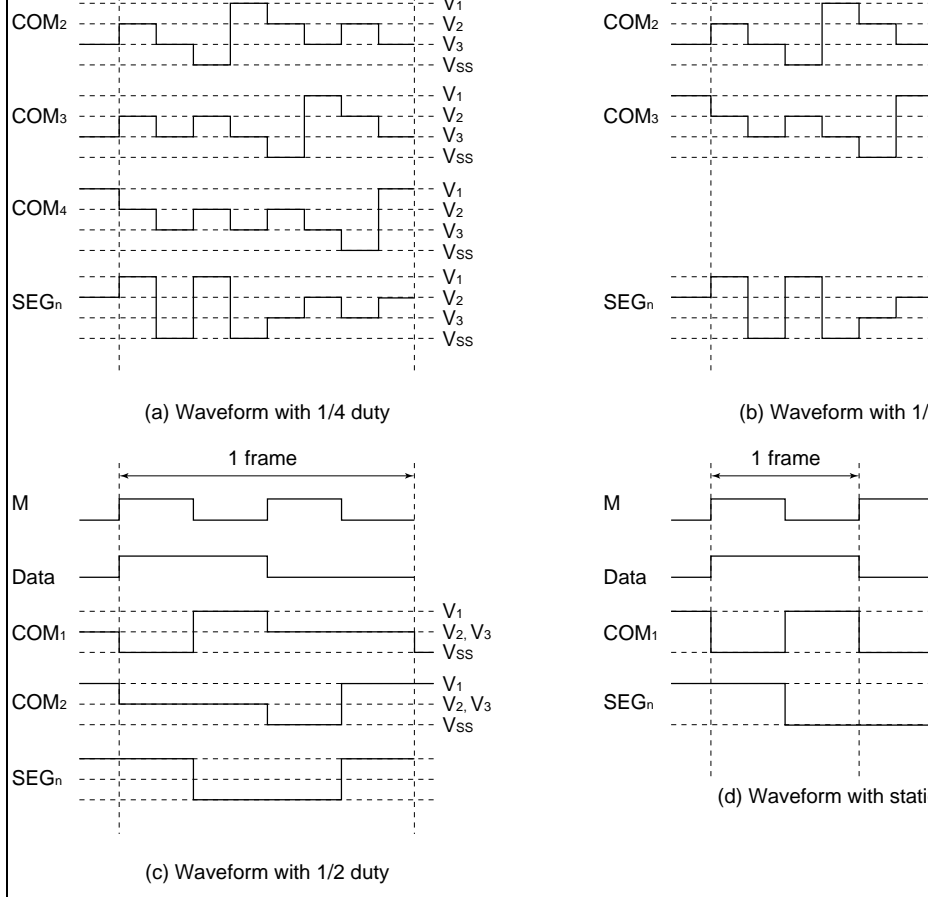 V1
COM2
V2
V3
VSS
V1
COM3
V2
V3
VSS
V1
COM4
V2
V3
VSS
V1
SEGn
V2
V3
VSS
(a) Waveform with 1/4 duty
COM2
COM3
SEGn
(b) Waveform with 1/
1 frame
M
Data
V1
COM1
V2, V3
VSS
V1
COM2
V2, V3
VSS
SEGn
(c) Waveform with 1/2 duty
1 frame
M
Data
COM1
SEGn
(d) Waveform with stati